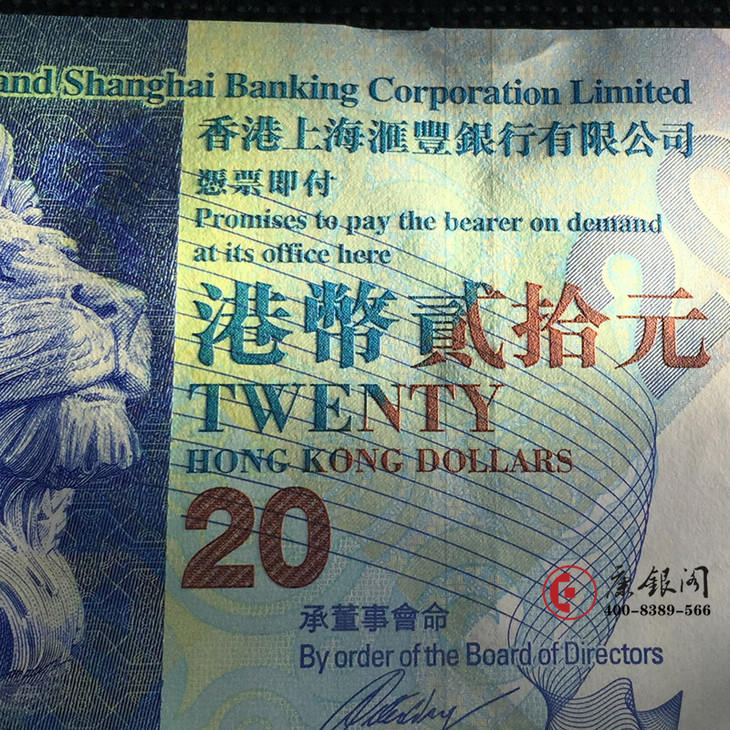 and Shanghai Banking Corporation Limited
香港上海滙豐銀行有限公司
憑票即付
Promises to pay the bearer on demand
at its office here
港幣貳拾元
TWENTY
HONG KONG DOLLARS
20
承董事會命
By order of the Board of Directors
廉銀阁
400-8389-566